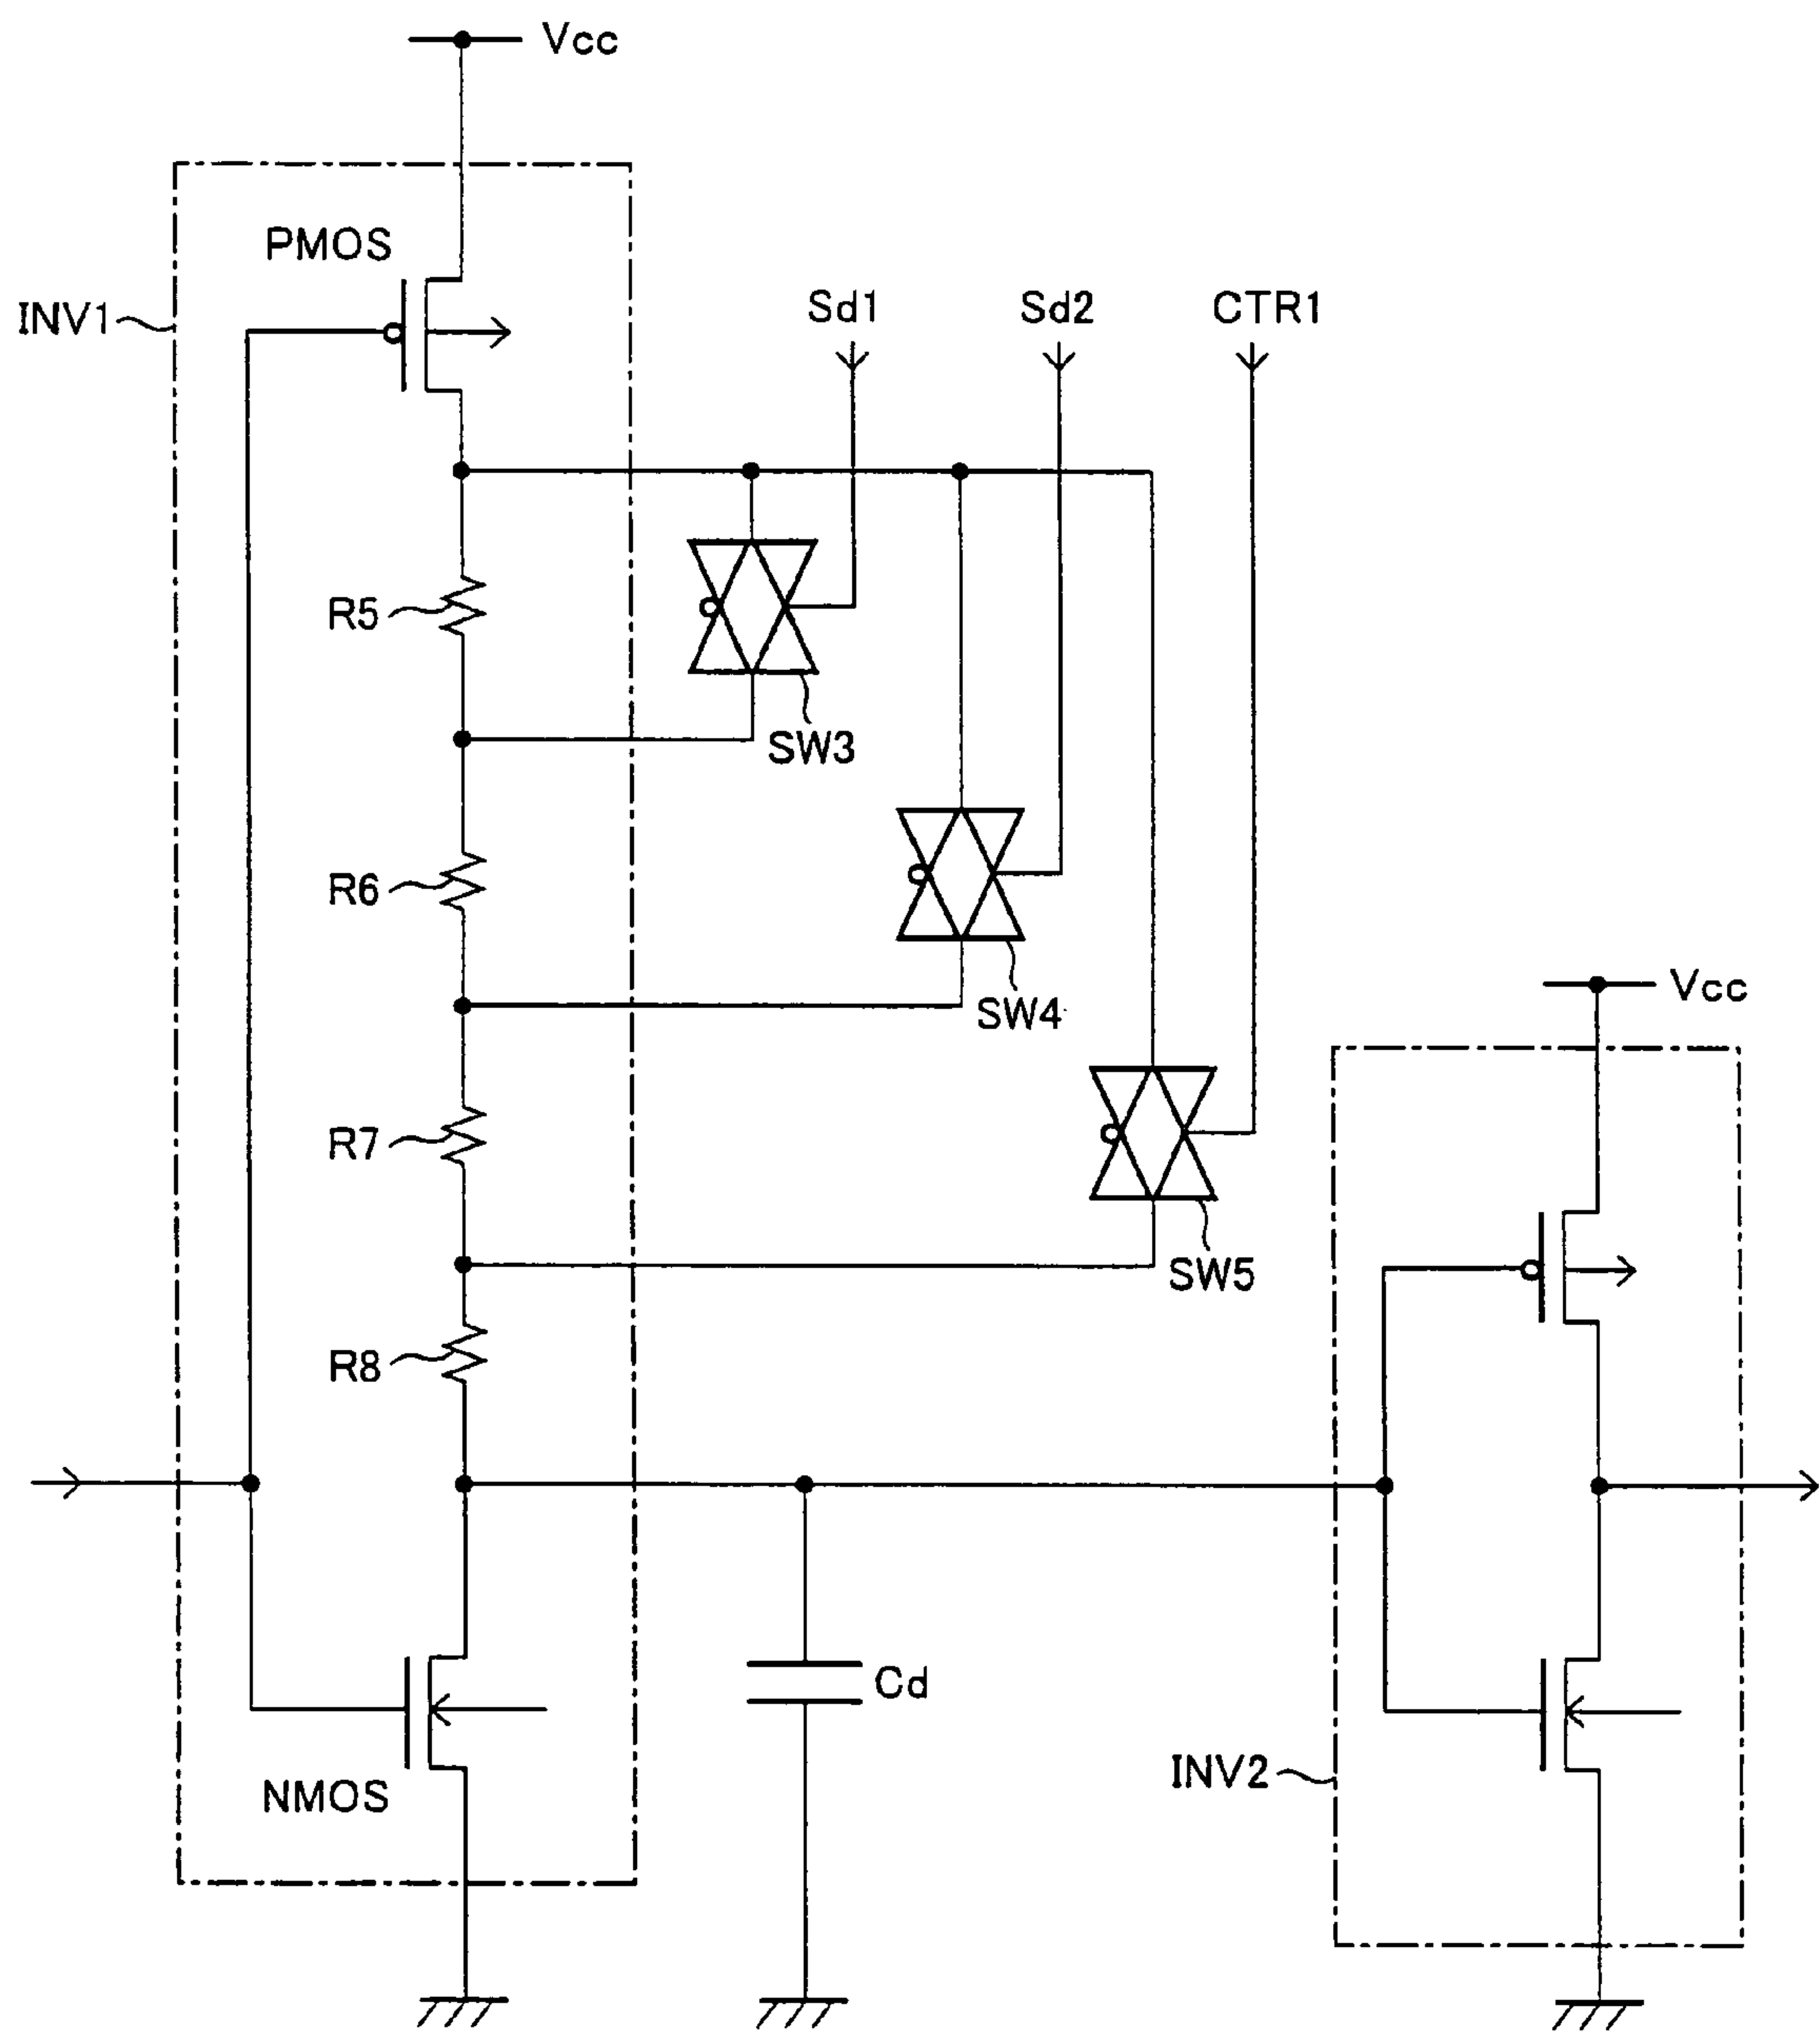 Vcc
PMOS
INV1
Sd1
Sd2
CTR1
R5
SW3
R6
SW4
Vcc
R7
SW5
R8
Cd
INV2
NMOS